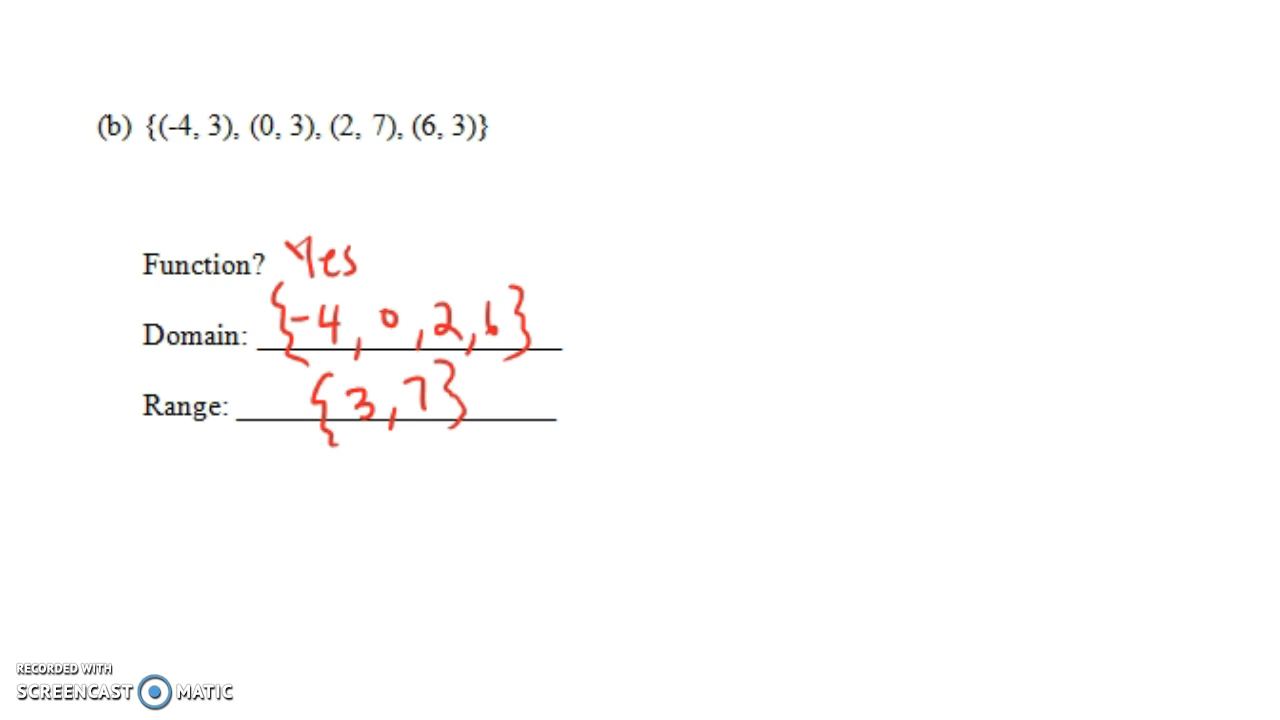 (b) {(-4, 3), (0, 3), (2, 7), (6, 3)}
Function? Yes
Domain: {-4, 0, 2, 6}
Range: {3, 7}
RECORDED WITH
SCREENCAST MATIC